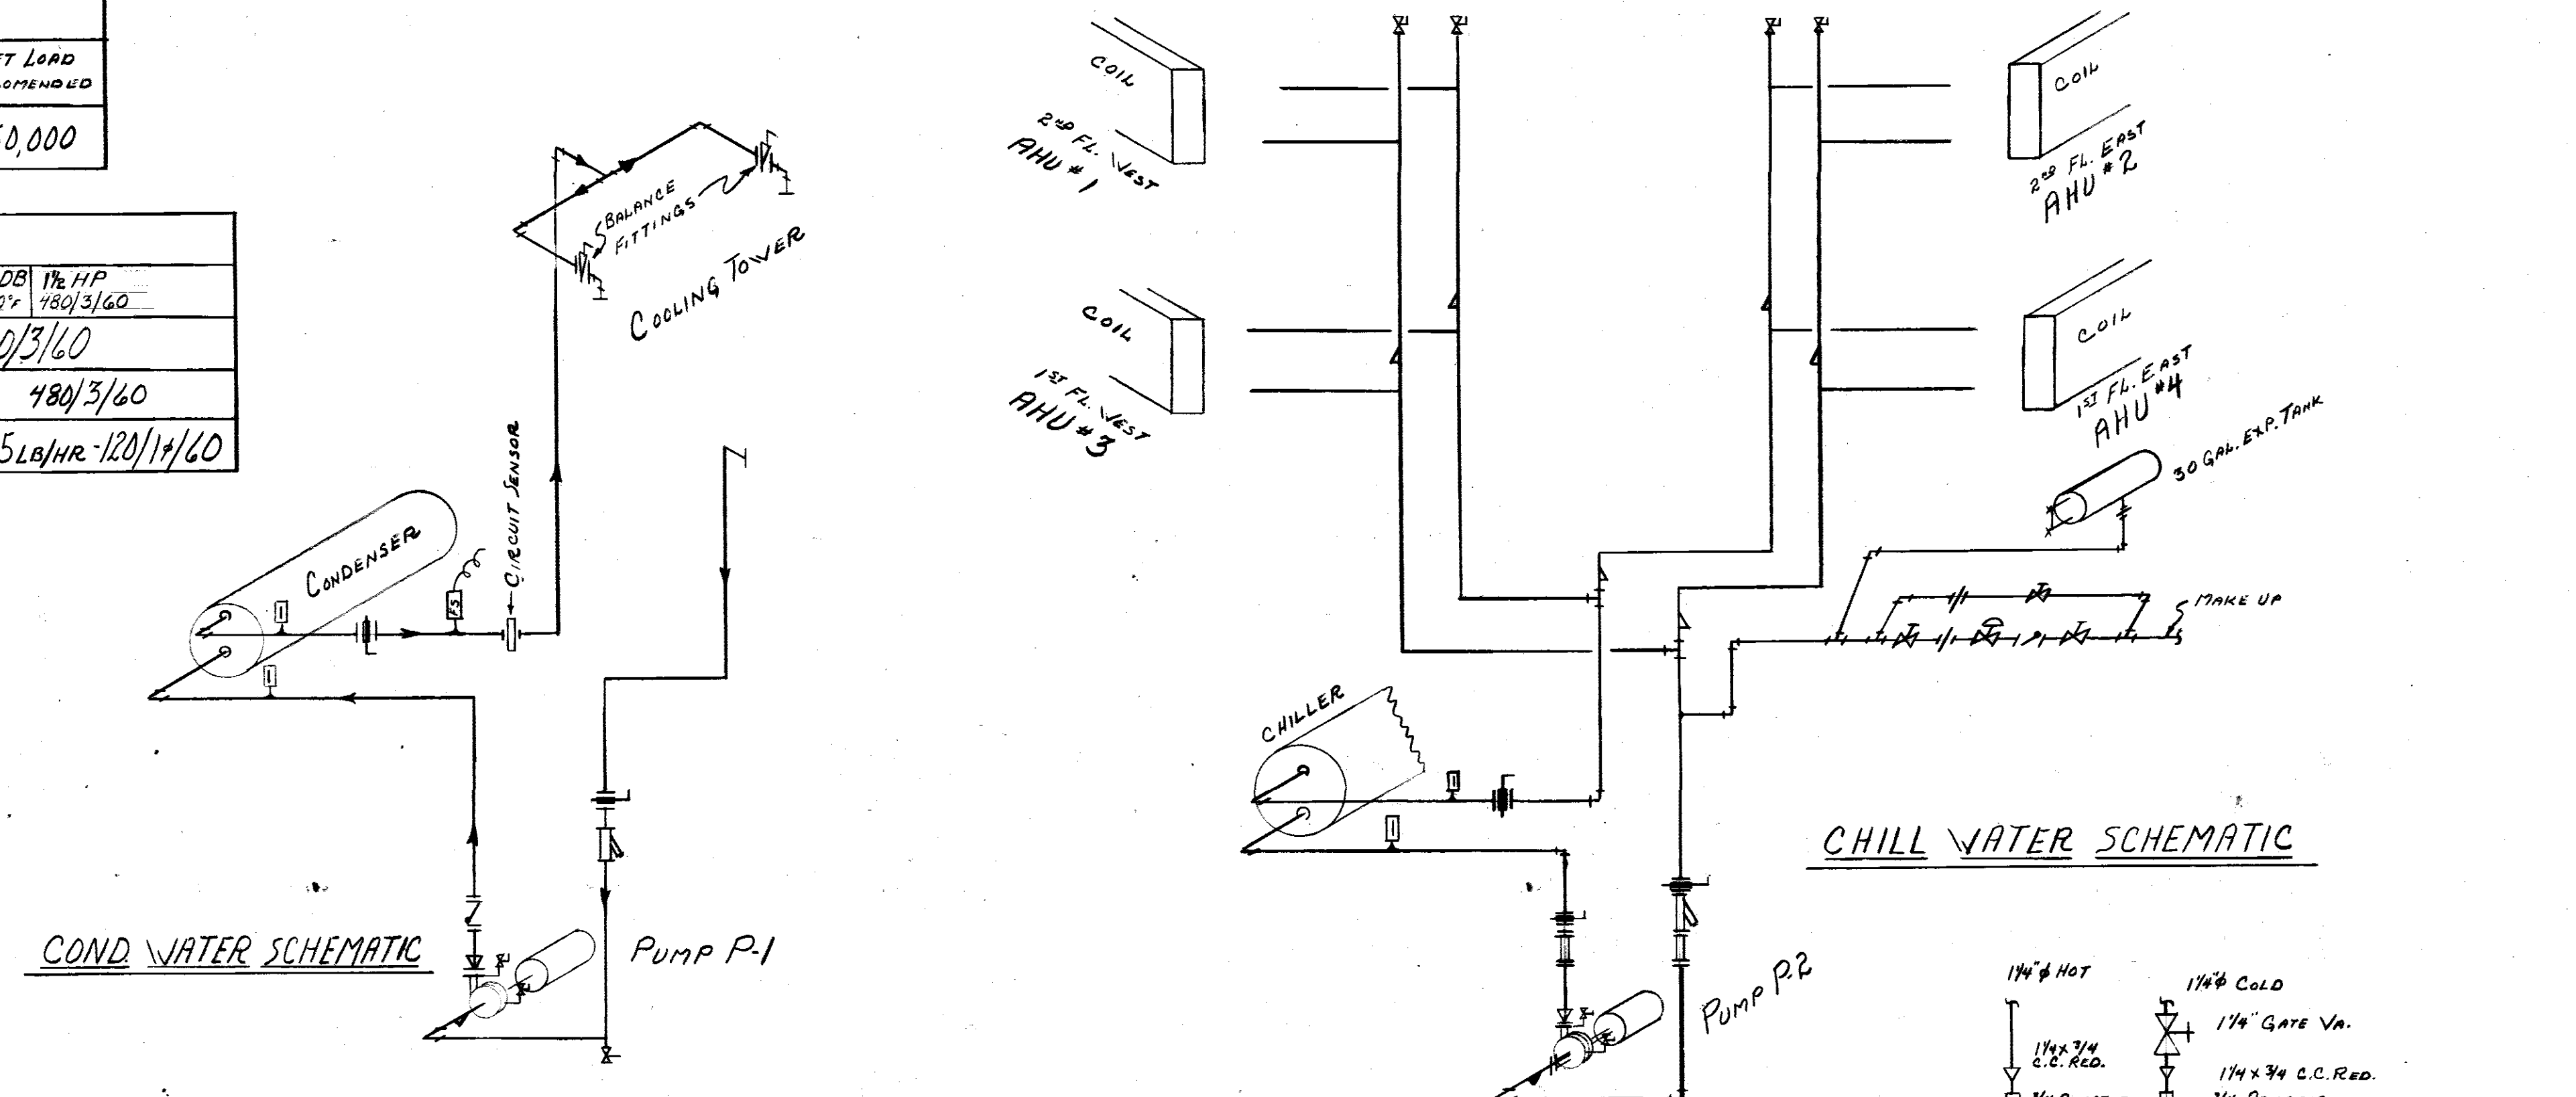 LOAD
50,000
DB 1½ HP
°F 480/3/60
0/3/60
480/3/60
5 LB/HR - 120/1ϕ/60
BALANCE
FITTINGS
COOLING TOWER
CIRCUIT SENSOR
CONDENSER
FS
COND. WATER SCHEMATIC
PUMP P-1
COIL
2ND FL. WEST
AHU #1
COIL
2ND FL. EAST
AHU #2
COIL
1ST FL. WEST
AHU #3
COIL
1ST FL. EAST
AHU #4
30 GAL. EXP. TANK
MAKE UP
CHILLER
CHILL WATER SCHEMATIC
PUMP P.2
1¼"ϕ HOT
1¼"ϕ COLD
1¼" GATE VA.
1¼ x ¾
C.C. RED.
1¼ x ¾ C.C. RED.